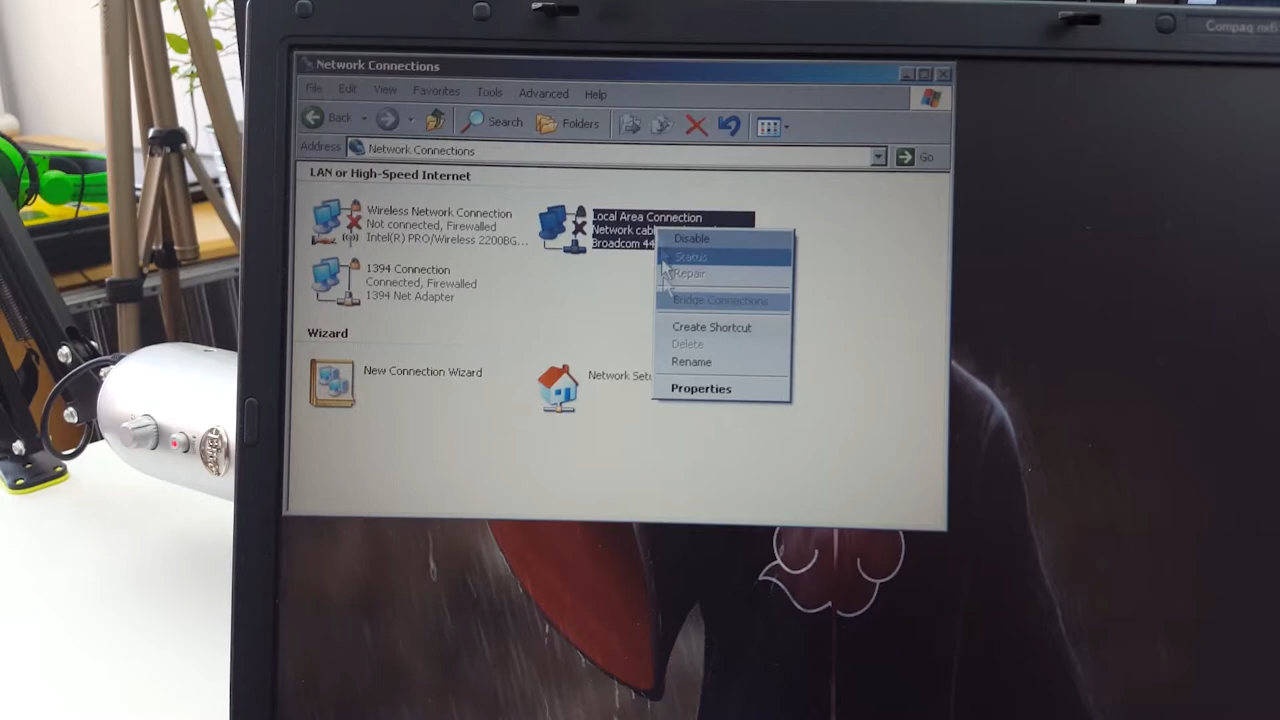 Compaq
Network Connections
File Edit View Favorites Tools Advanced Help
Back Search Folders
Address Network Connections Go
LAN or High-Speed Internet
Wireless Network Connection
Not connected, Firewalled
Intel(R) PRO/Wireless 2200BG...
Local Area Connection
Network cab
Broadcom 44
1394 Connection
Connected, Firewalled
1394 Net Adapter
Disable
Status
Repair
Bridge Connections
Create Shortcut
Delete
Rename
Properties
Wizard
New Connection Wizard
Network Setu